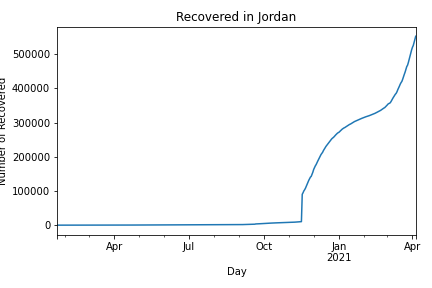 Recovered in Jordan
Number of Recovered
500000
400000
300000
200000
100000
0
Apr
Jul
Oct
Jan
2021
Apr
Day